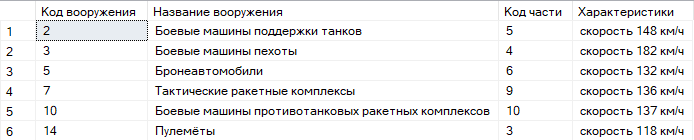 Код вооружения Название вооружения Код части Характеристики
1 2 Боевые машины поддержки танков 5 скорость 148 км/ч
2 3 Боевые машины пехоты 4 скорость 182 км/ч
3 5 Бронеавтомобили 6 скорость 132 км/ч
4 7 Тактические ракетные комплексы 9 скорость 136 км/ч
5 10 Боевые машины противотанковых ракетных комплексов 10 скорость 137 км/ч
6 14 Пулемёты 3 скорость 118 км/ч